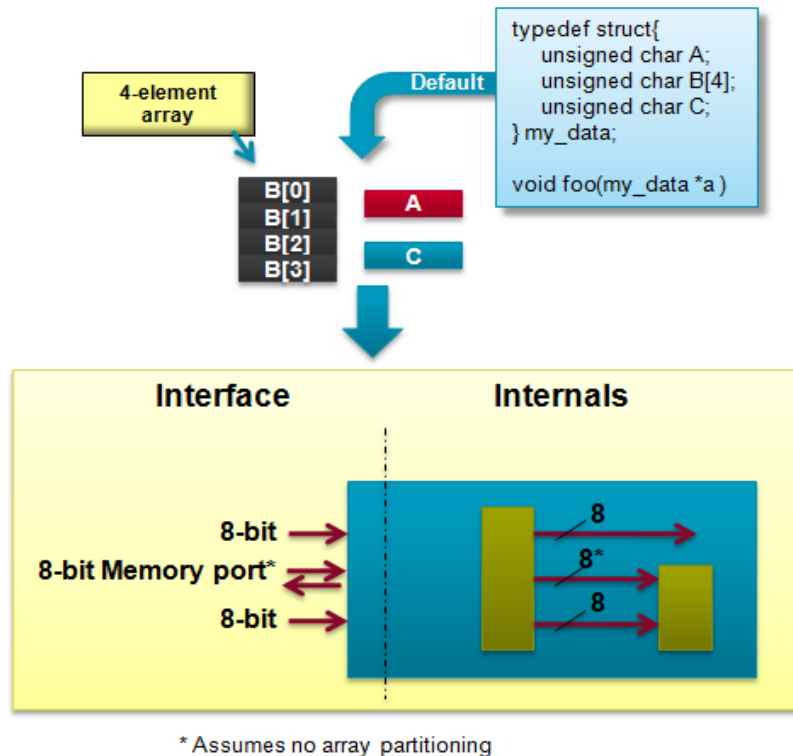 typedef struct{
unsigned char A;
unsigned char B[4];
unsigned char C;
} my_data;
void foo(my_data *a )
Default
4-element
array
B[0]
B[1]
B[2]
B[3]
A
C
Interface
Internals
8-bit
8-bit Memory port*
8-bit
8
8*
8
* Assumes no array partitioning